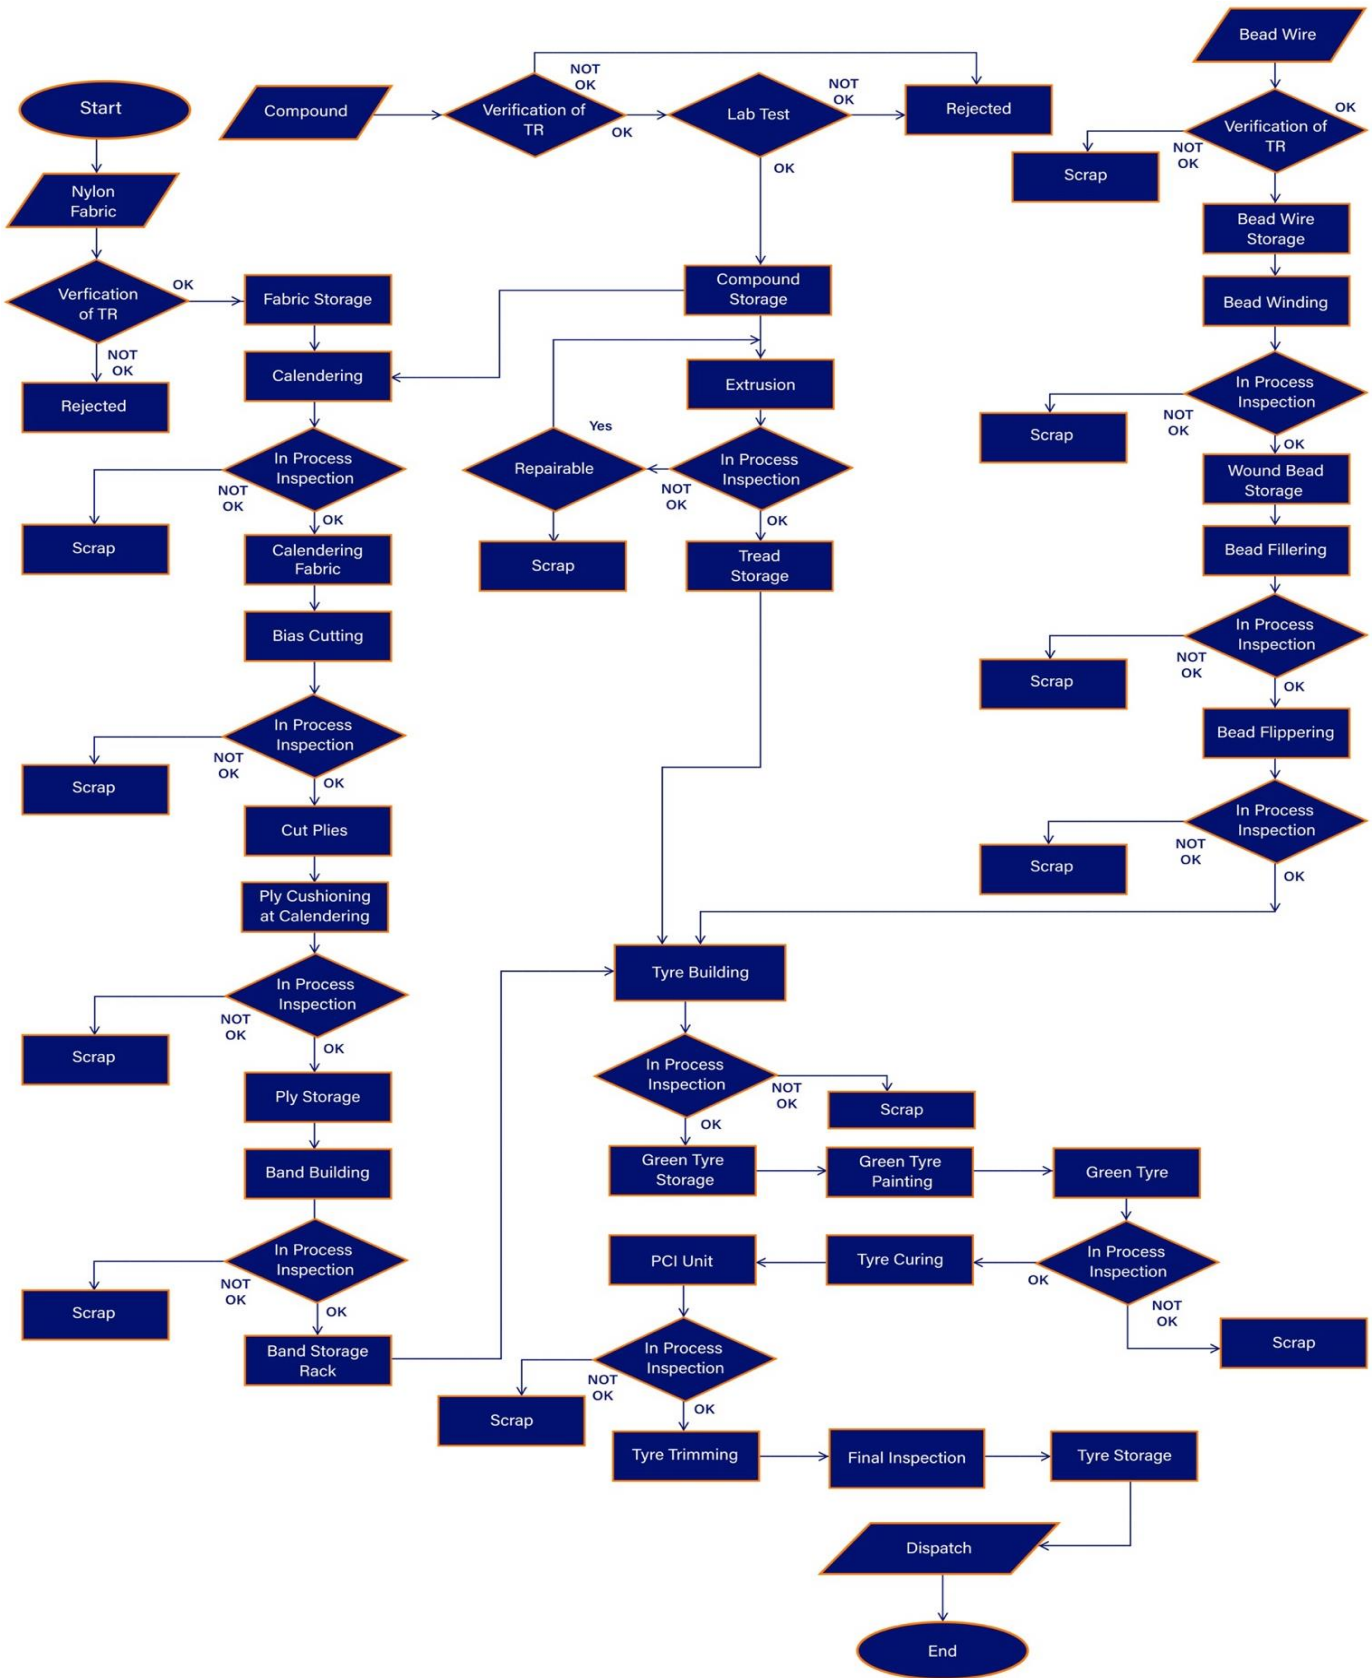 Start
Nylon
Fabric
Verfication
of TR
OK
NOT
OK
Rejected
Fabric Storage
Calendering
In Process
Inspection
NOT
OK
OK
Scrap
Calendering
Fabric
Bias Cutting
In Process
Inspection
NOT
OK
OK
Scrap
Cut Plies
Ply Cushioning
at Calendering
In Process
Inspection
NOT
OK
OK
Scrap
Ply Storage
Band Building
In Process
Inspection
NOT
OK
OK
Scrap
Band Storage
Rack
Compound
Verification of
TR
NOT
OK
OK
Lab Test
NOT
OK
OK
Rejected
Compound
Storage
Extrusion
In Process
Inspection
NOT
OK
OK
Repairable
Yes
Scrap
Tread
Storage
Bead Wire
Verification of
TR
OK
NOT
OK
Scrap
Bead Wire
Storage
Bead Winding
In Process
Inspection
NOT
OK
OK
Scrap
Wound Bead
Storage
Bead Fillering
In Process
Inspection
NOT
OK
OK
Scrap
Bead Flippering
In Process
Inspection
NOT
OK
OK
Scrap
Tyre Building
In Process
Inspection
NOT
OK
OK
Scrap
Green Tyre
Storage
Green Tyre
Painting
Green Tyre
In Process
Inspection
OK
NOT
OK
Scrap
Tyre Curing
PCI Unit
In Process
Inspection
NOT
OK
OK
Scrap
Tyre Trimming
Final Inspection
Tyre Storage
Dispatch
End